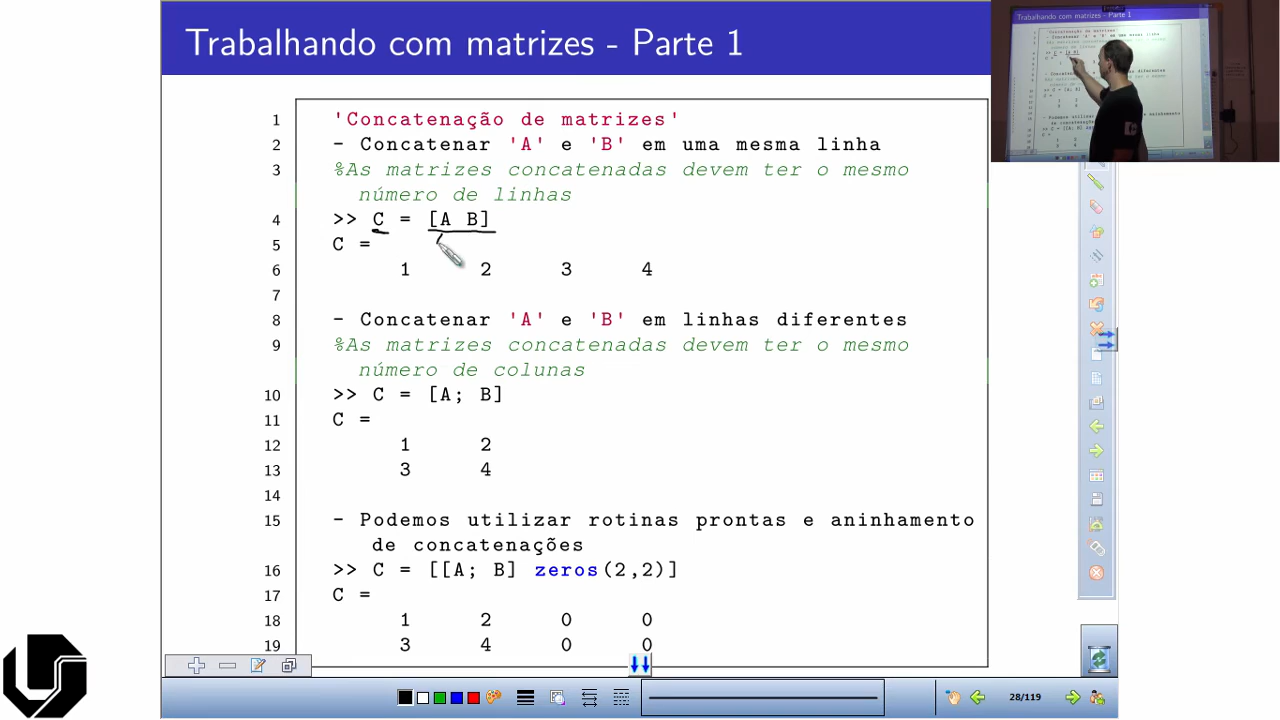 Trabalhando com matrizes - Parte 1
1 'Concatenação de matrizes'
2 - Concatenar 'A' e 'B' em uma mesma linha
3 %As matrizes concatenadas devem ter o mesmo
número de linhas
4 >> C = [A B]
5 C =
6 1 2 3 4
7
8 - Concatenar 'A' e 'B' em linhas diferentes
9 %As matrizes concatenadas devem ter o mesmo
número de colunas
10 >> C = [A; B]
11 C =
12 1 2
13 3 4
14
15 - Podemos utilizar rotinas prontas e aninhamento
de concatenações
16 >> C = [[A; B] zeros(2,2)]
17 C =
18 1 2 0 0
19 3 4 0 0
28/119
Trabalhando com matrizes - Parte 1